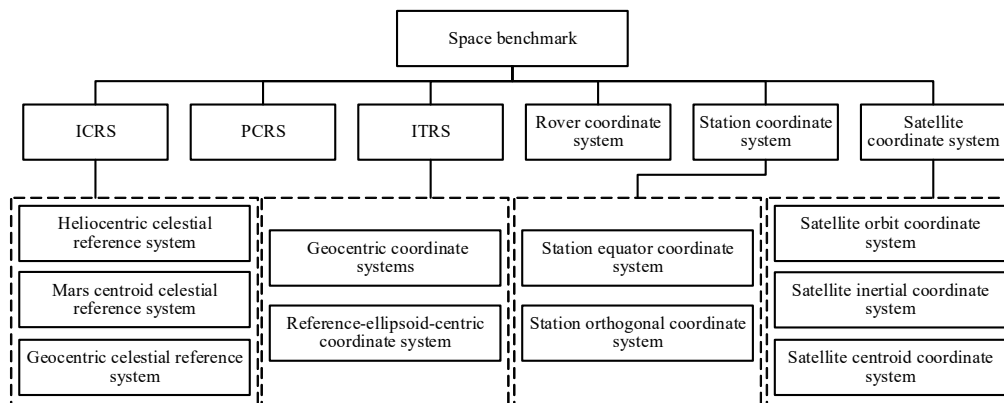 Space benchmark
ICRS
PCRS
ITRS
Rover coordinate
system
Station coordinate
system
Satellite
coordinate system
Heliocentric celestial
reference system
Mars centroid celestial
reference system
Geocentric celestial reference
system
Geocentric coordinate
systems
Reference-ellipsoid-centric
coordinate system
Station equator coordinate
system
Station orthogonal coordinate
system
Satellite orbit coordinate
system
Satellite inertial coordinate
system
Satellite centroid coordinate
system